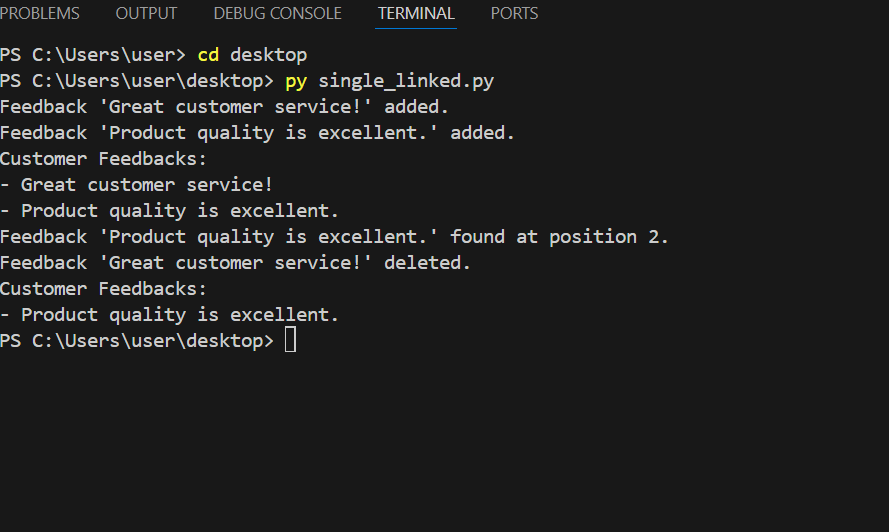 PROBLEMS OUTPUT DEBUG CONSOLE TERMINAL PORTS
PS C:\Users\user> cd desktop
PS C:\Users\user\desktop> py single_linked.py
Feedback 'Great customer service!' added.
Feedback 'Product quality is excellent.' added.
Customer Feedbacks:
- Great customer service!
- Product quality is excellent.
Feedback 'Product quality is excellent.' found at position 2.
Feedback 'Great customer service!' deleted.
Customer Feedbacks:
- Product quality is excellent.
PS C:\Users\user\desktop>